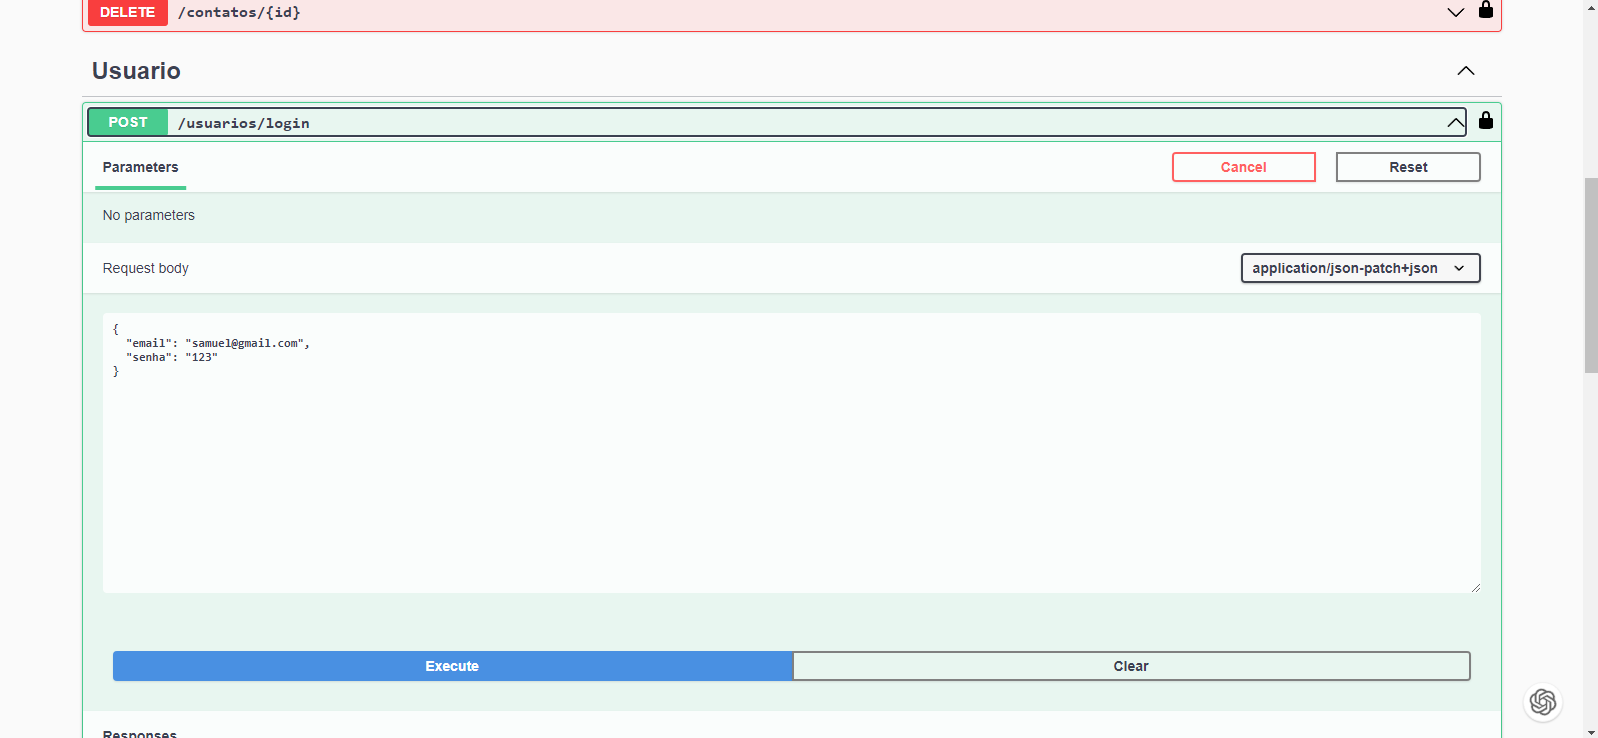 DELETE /contatos/{id}
Usuario
POST /usuarios/login
Parameters
Cancel
Reset
No parameters
Request body
application/json-patch+json
{
"email": "samuel@gmail.com",
"senha": "123"
}
Execute
Clear
Responses